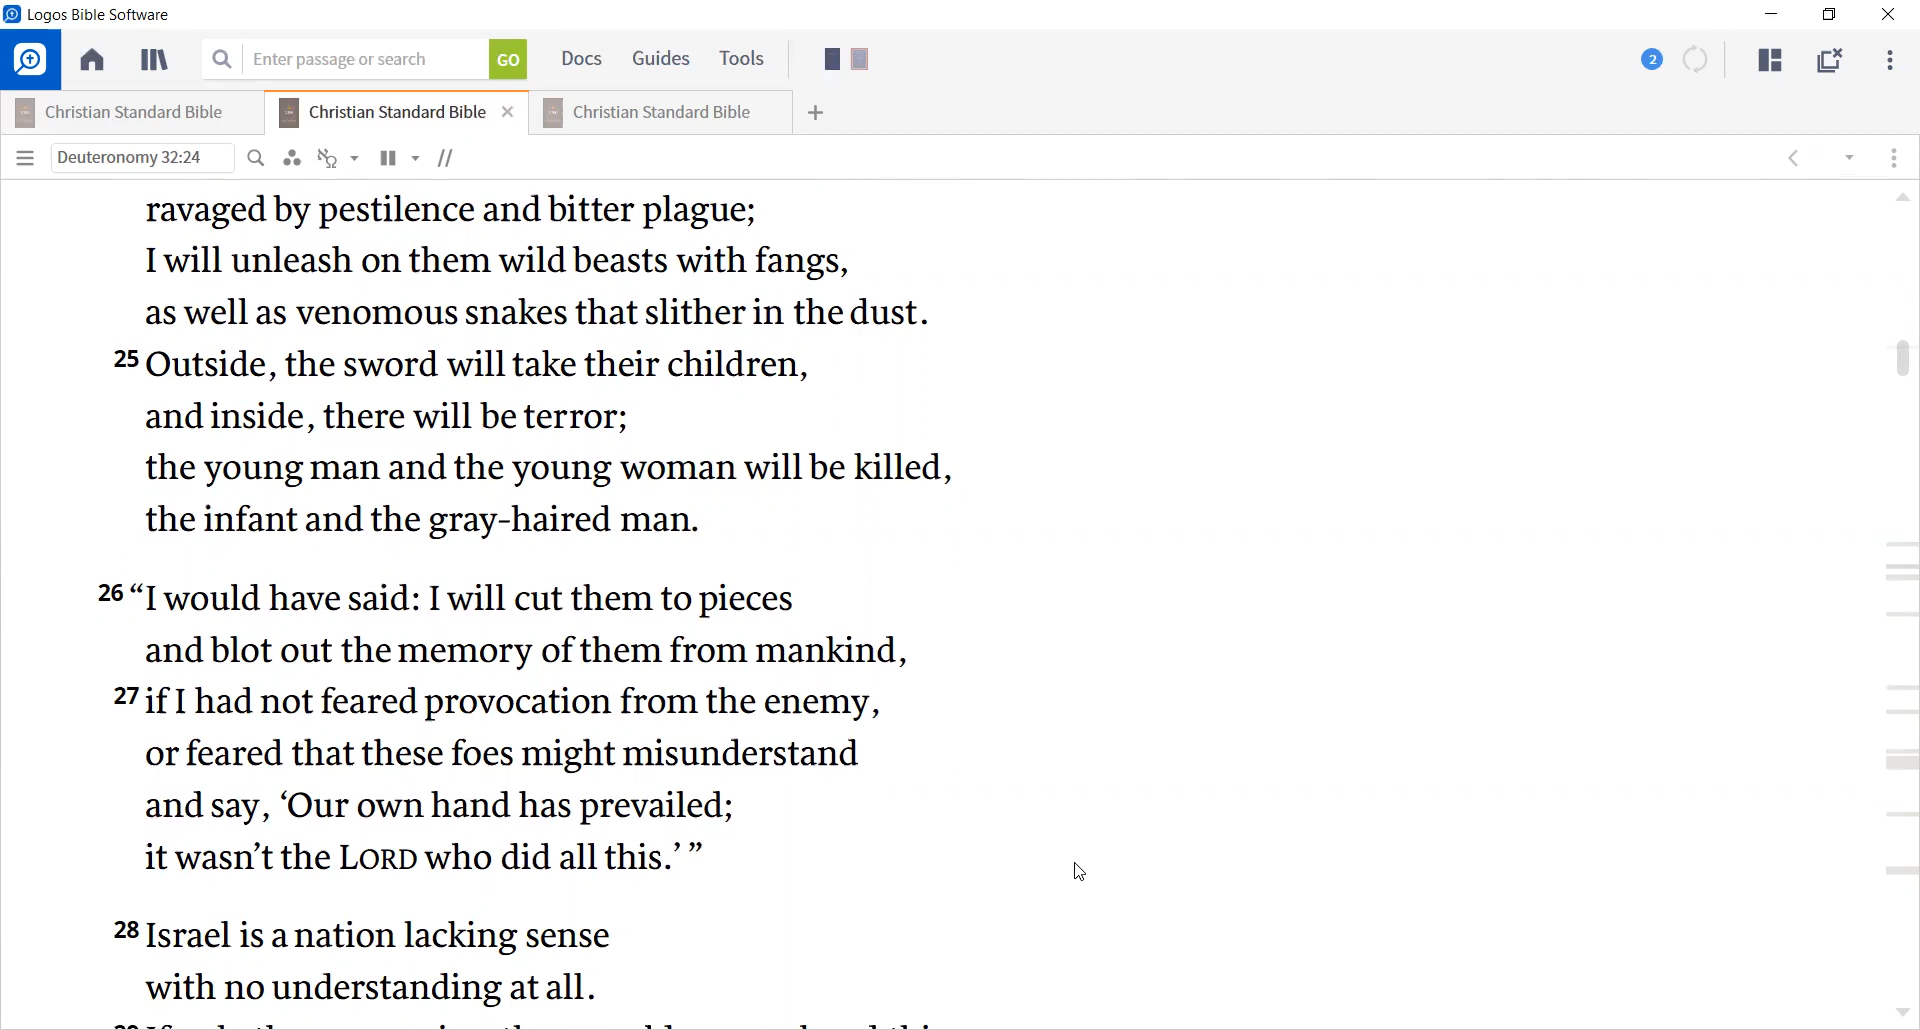 Logos Bible Software
Enter passage or search
GO
Docs
Guides
Tools
2
Christian Standard Bible
Christian Standard Bible
Christian Standard Bible
Deuteronomy 32:24
ravaged by pestilence and bitter plague;
I will unleash on them wild beasts with fangs,
as well as venomous snakes that slither in the dust.
25 Outside, the sword will take their children,
and inside, there will be terror;
the young man and the young woman will be killed,
the infant and the gray-haired man.
26 “I would have said: I will cut them to pieces
and blot out the memory of them from mankind,
27 if I had not feared provocation from the enemy,
or feared that these foes might misunderstand
and say, ‘Our own hand has prevailed;
it wasn’t the LORD who did all this.’ ”
28 Israel is a nation lacking sense
with no understanding at all.